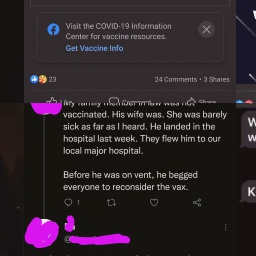 Visit the COVID-19 Information
Center for vaccine resources.
Get Vaccine Info
23
24 Comments • 3 Shares
Share
My family member in law was not
vaccinated. His wife was. She was barely
sick as far as I heard. He landed in the
hospital last week. They flew him to our
local major hospital.
Before he was on vent, he begged
everyone to reconsider the vax.
1
@
W
w
K